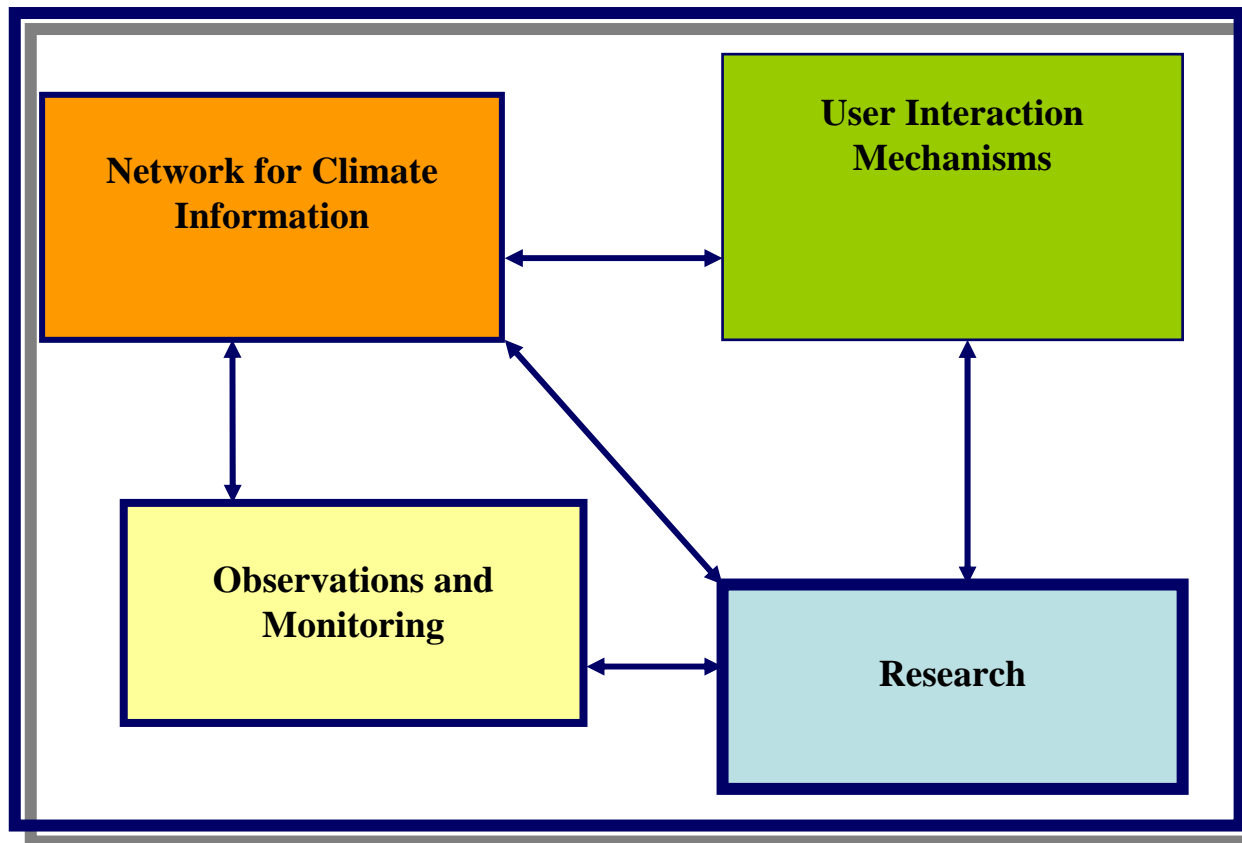 Network for Climate
Information
User Interaction
Mechanisms
Observations and
Monitoring
Research